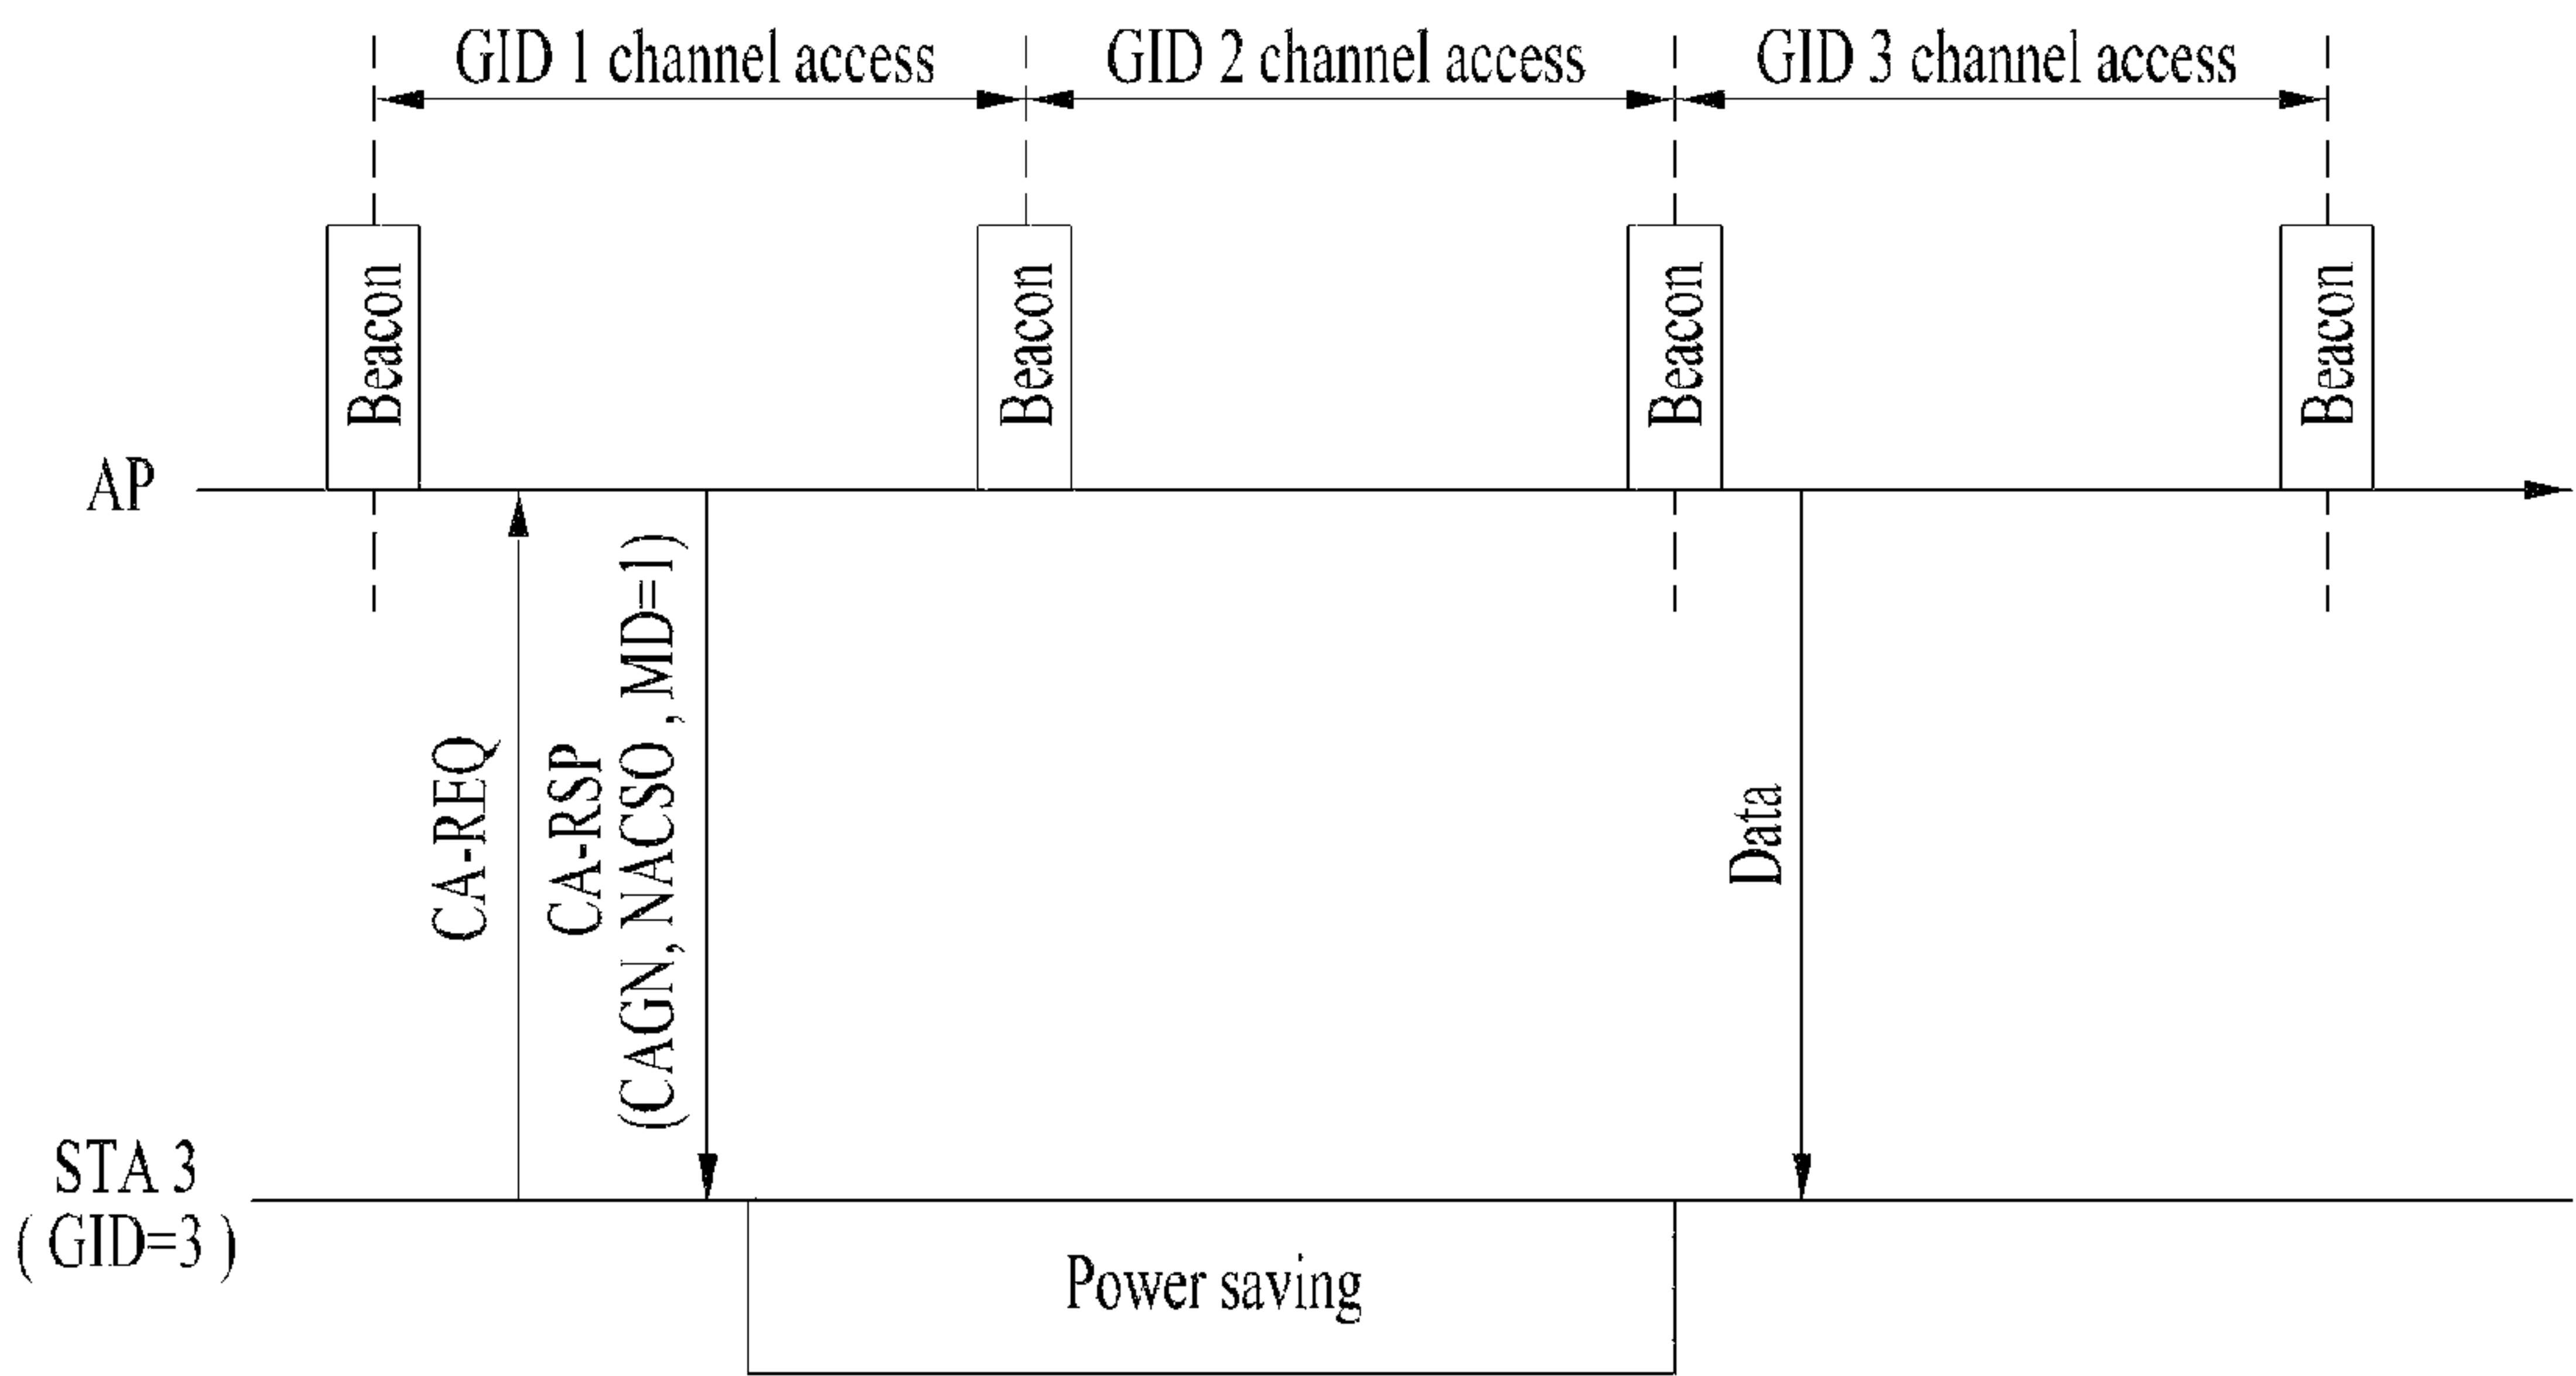 GID 1 channel access
GID 2 channel access
GID 3 channel access
Beacon
Beacon
Beacon
Beacon
AP
CA-REQ
CA-RSP
(CAGN, NACSO , MD=1)
Data
STA 3
( GID=3 )
Power saving